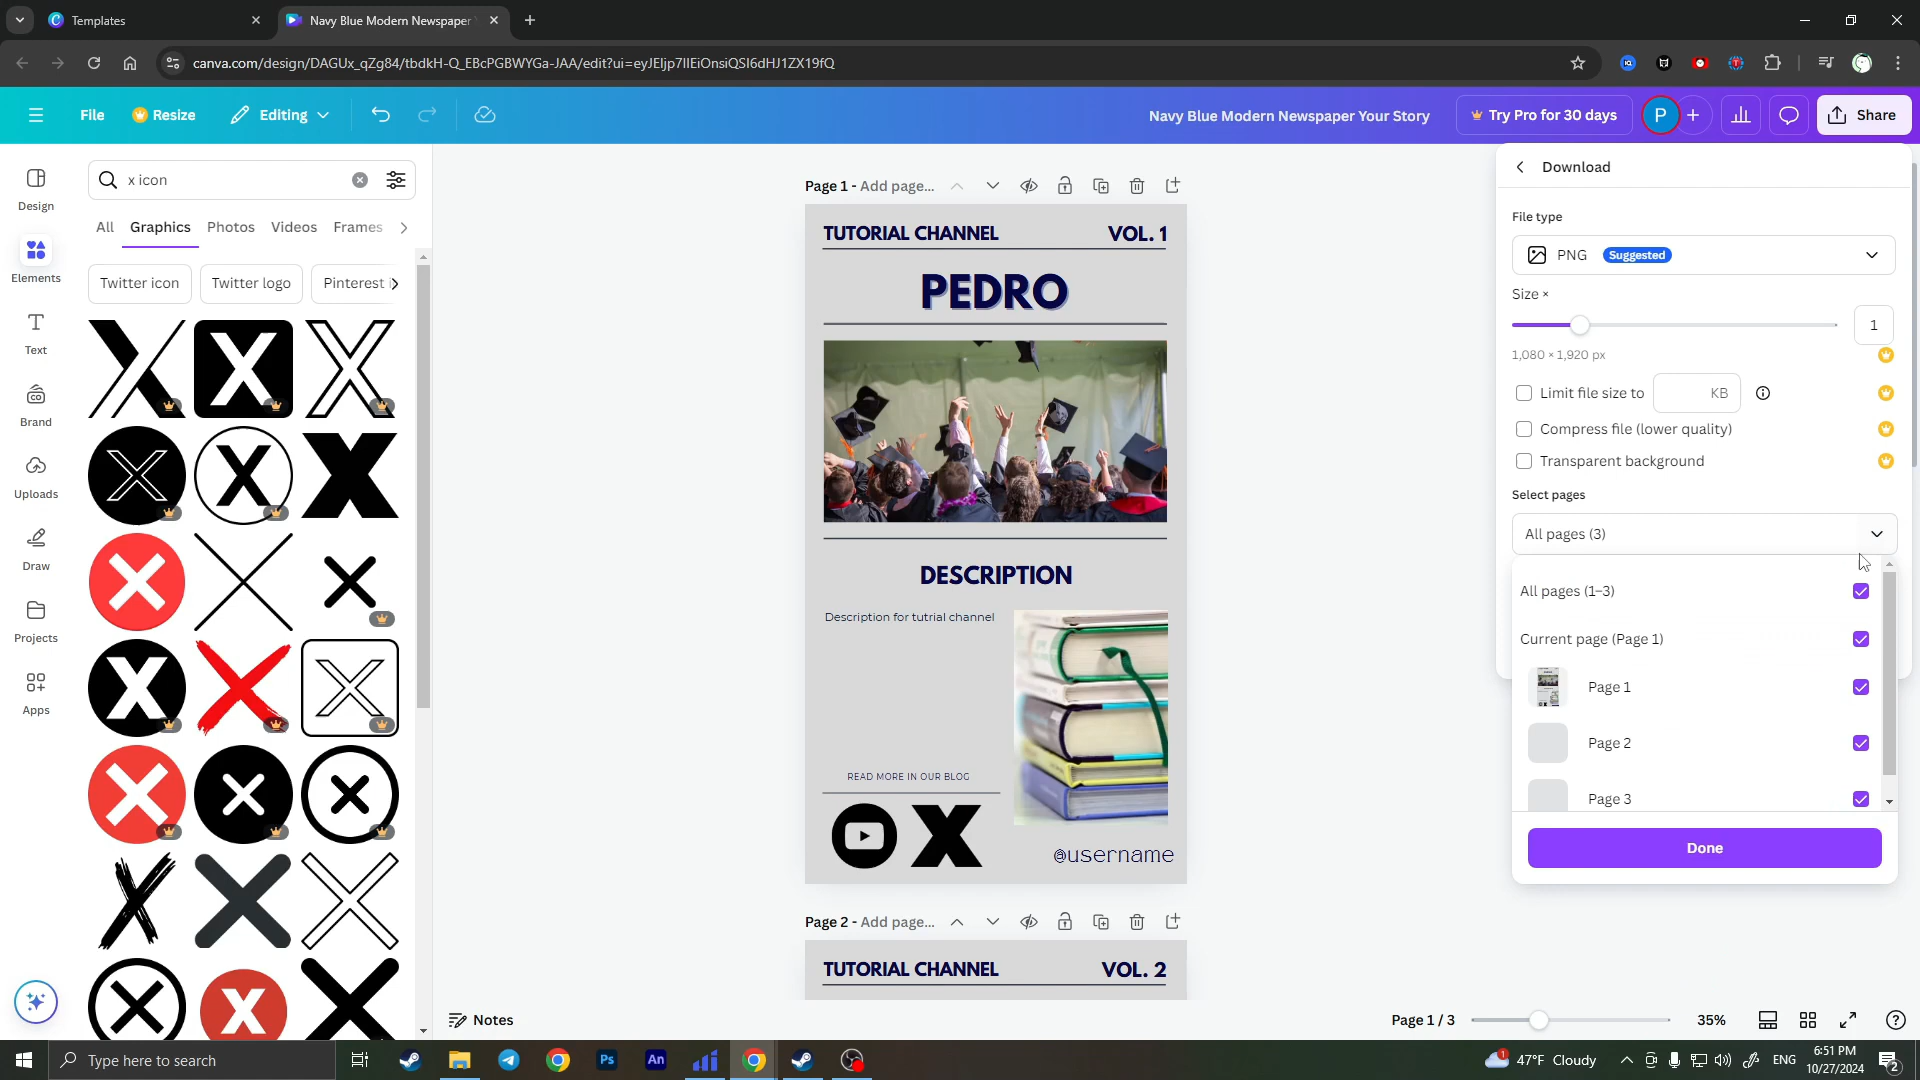 Templates
Navy Blue Modern Newspaper
canva.com/design/DAGUx_qZg84/tbdkH-Q_EBcPGBWYGa-JAA/edit?ui=eyJEIjp7IlEiOnsiQSI6dHJ1ZX19fQ
File
Resize
Editing
Navy Blue Modern Newspaper Your Story
Try Pro for 30 days
P
Share
Design
Elements
Text
Brand
Uploads
Draw
Projects
Apps
x icon
All Graphics Photos Videos Frames
Twitter icon Twitter logo Pinterest
Page 1 - Add page...
TUTORIAL CHANNEL VOL. 1
PEDRO
DESCRIPTION
Description for tutrial channel
READ MORE IN OUR BLOG
@username
Page 2 - Add page...
TUTORIAL CHANNEL VOL. 2
Download
File type
PNG Suggested
Size ×
1
1,080 × 1,920 px
Limit file size to KB
Compress file (lower quality)
Transparent background
Select pages
All pages (3)
All pages (1–3)
Current page (Page 1)
Page 1
Page 2
Page 3
Done
Notes
Page 1 / 3
35%
Type here to search
Ps
An
47°F Cloudy
ENG
6:51 PM
10/27/2024
2